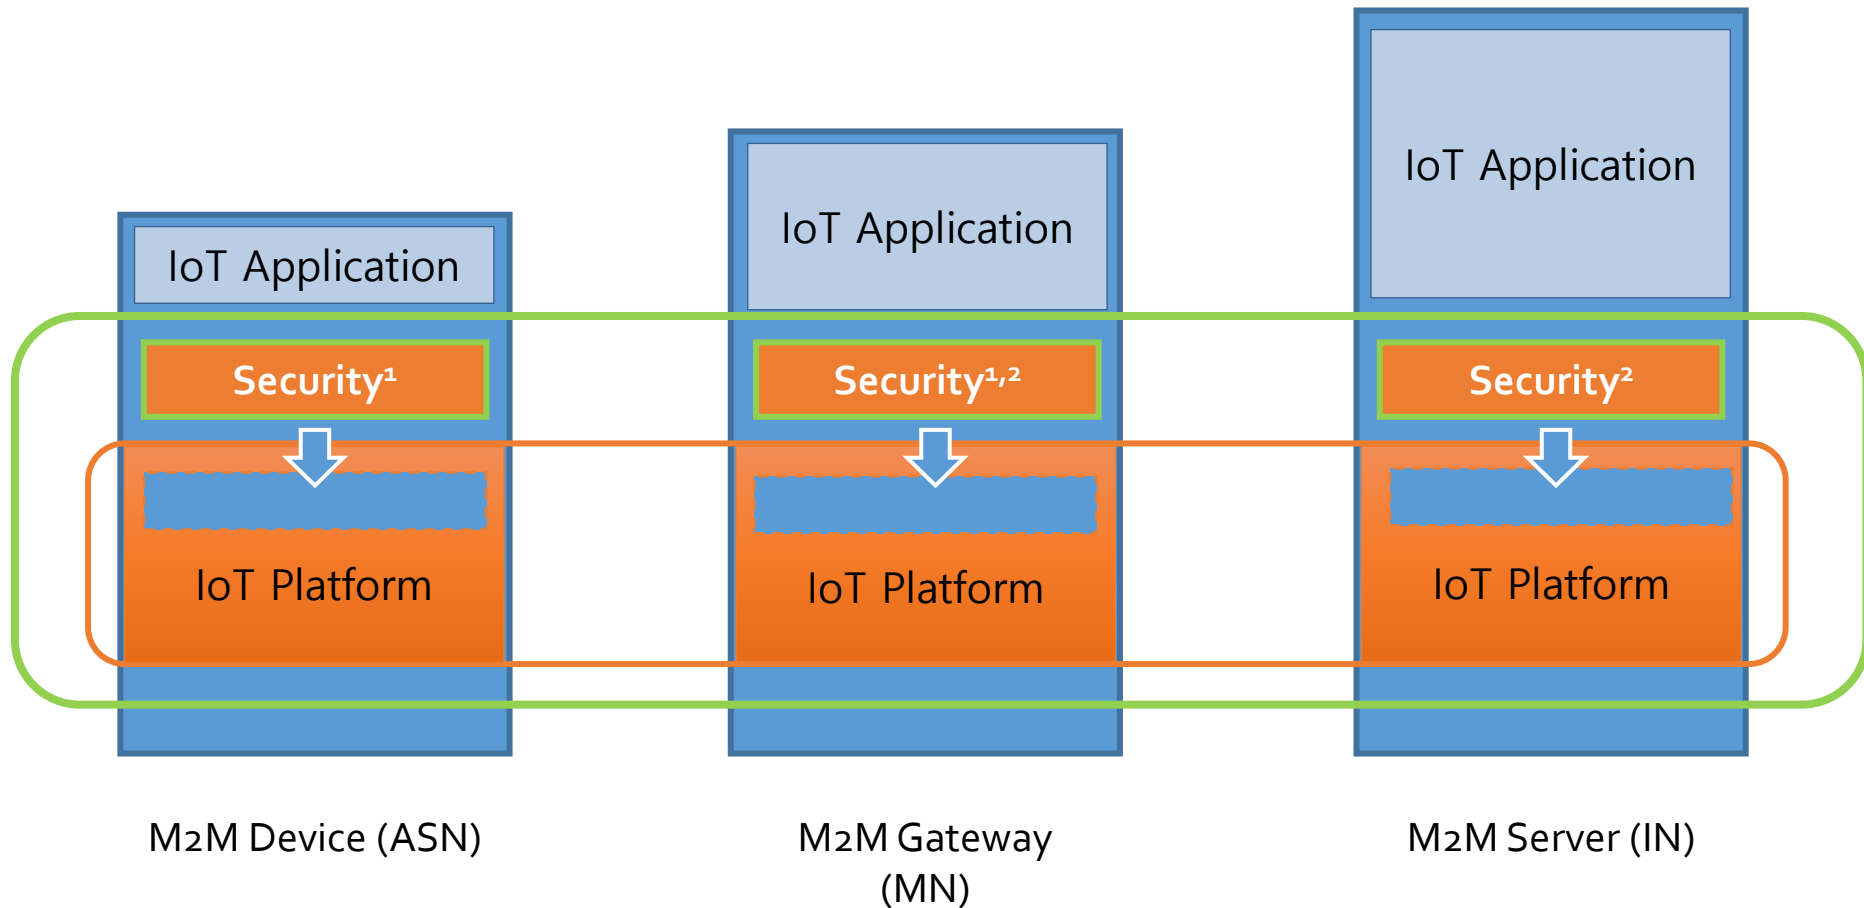 IoT Application
IoT Application
IoT Application
Security¹
Security¹,²
Security²
IoT Platform
IoT Platform
IoT Platform
M2M Device (ASN)
M2M Gateway
(MN)
M2M Server (IN)